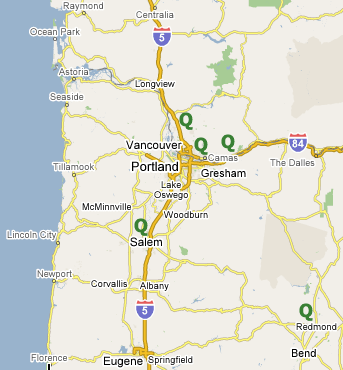 Raymond
Centralia
Ocean Park
5
Astoria
Longview
Seaside
Q
Vancouver
Q
Q
84
Portland
Camas
The Dalles
Tillamook
Gresham
Lake
Oswego
McMinnville
Woodburn
Q
Lincoln City
Salem
Newport
Corvallis
Albany
5
Q
Redmond
Bend
Florence
Eugene
Springfield